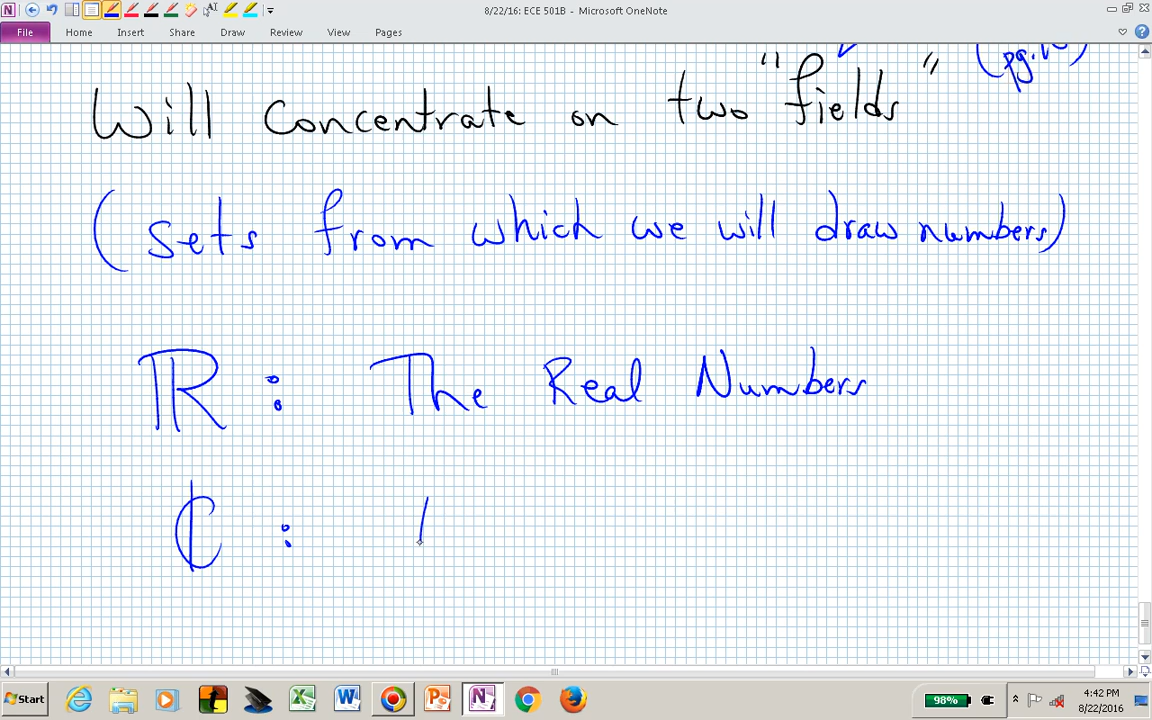 8/22/16: ECE 501B - Microsoft OneNote
File Home Insert Share Draw Review View Pages
Will concentrate on two "fields"
(sets from which we will draw numbers)
ℝ : The Real Numbers
ℂ :
Start
98%
4:42 PM
8/22/2016